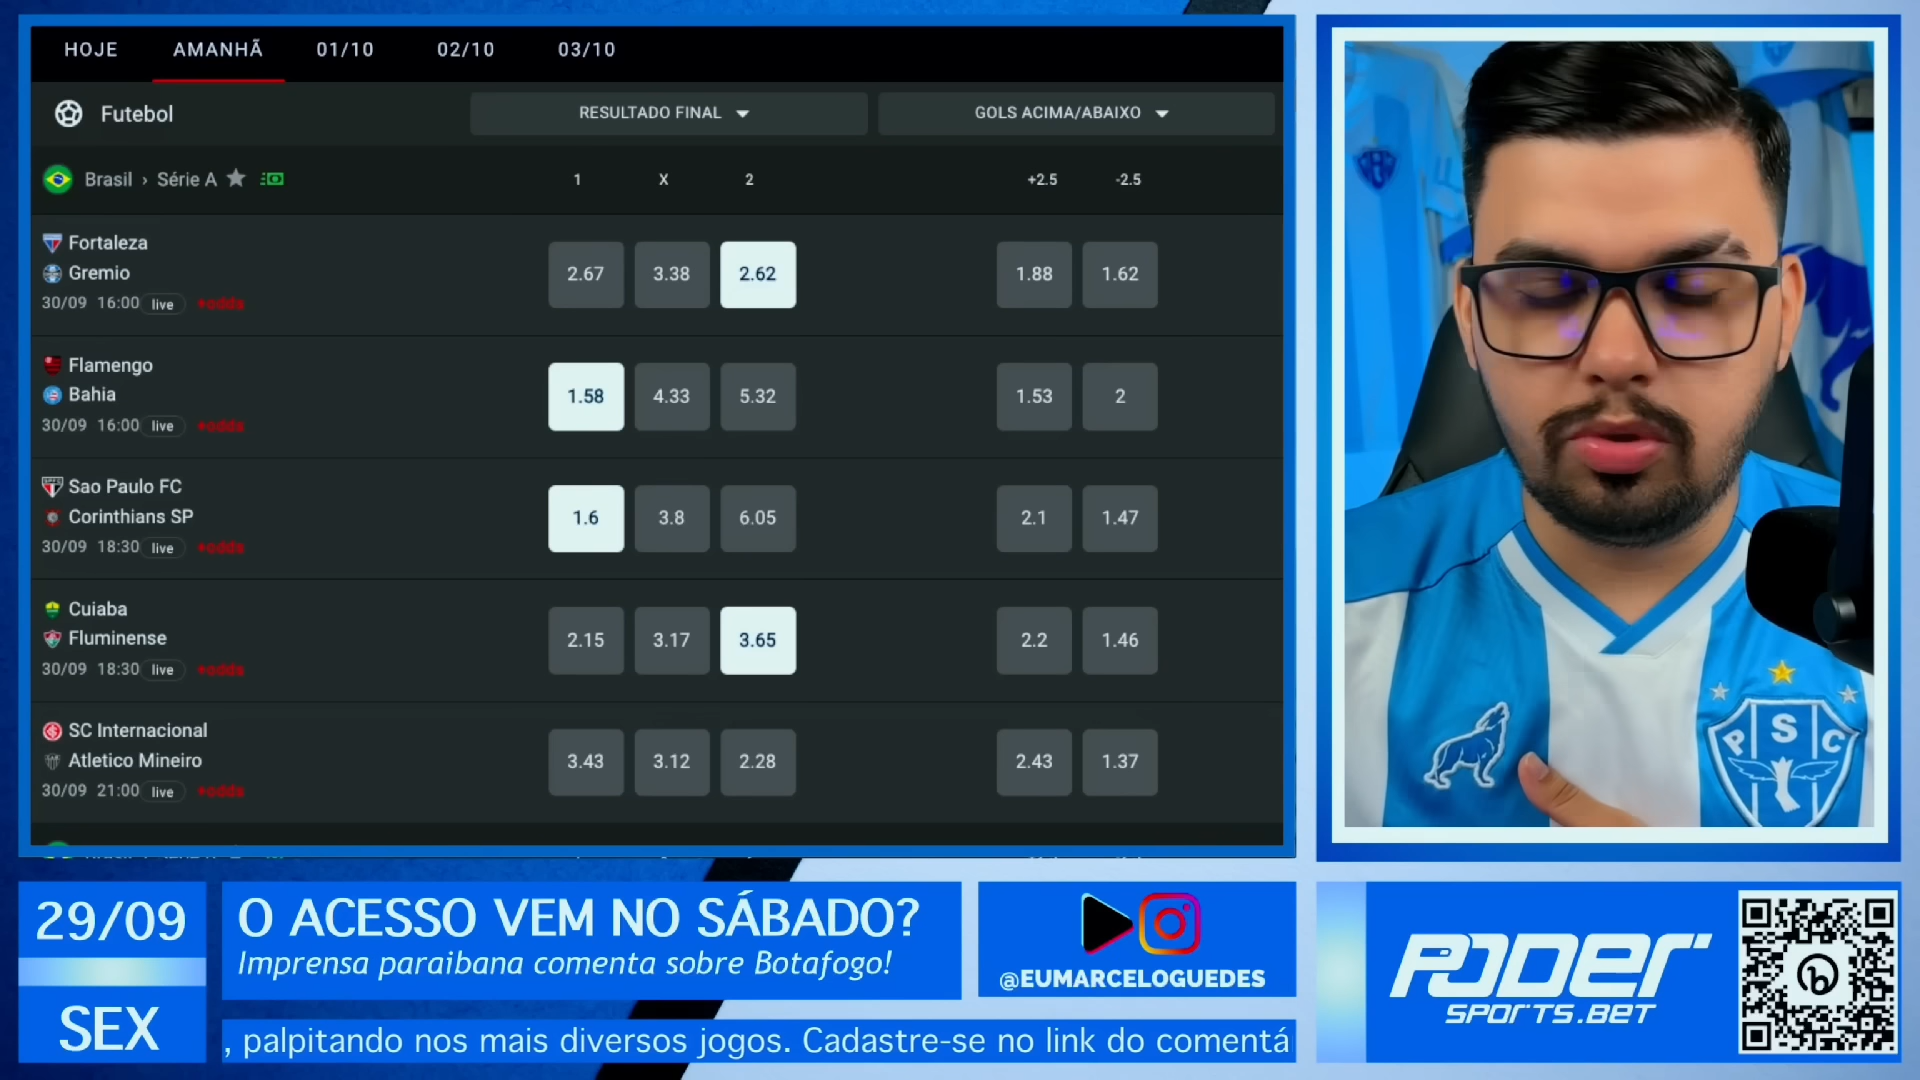 HOJE AMANHÃ 01/10 02/10 03/10
Futebol RESULTADO FINAL GOLS ACIMA/ABAIXO
Brasil › Série A 1 X 2 +2.5 -2.5
Fortaleza
Gremio
2.67 3.38 2.62 1.88 1.62
30/09 16:00 live +odds
Flamengo
Bahia
1.58 4.33 5.32 1.53 2
30/09 16:00 live +odds
Sao Paulo FC
Corinthians SP
1.6 3.8 6.05 2.1 1.47
30/09 18:30 live +odds
Cuiaba
Fluminense
2.15 3.17 3.65 2.2 1.46
30/09 18:30 live +odds
SC Internacional
Atletico Mineiro
3.43 3.12 2.28 2.43 1.37
30/09 21:00 live +odds
PSC
29/09
SEX
O ACESSO VEM NO SÁBADO?
Imprensa paraibana comenta sobre Botafogo!
, palpitando nos mais diversos jogos. Cadastre-se no link do comentá
@EUMARCELOGUEDES
PODER
SPORTS.BET
b